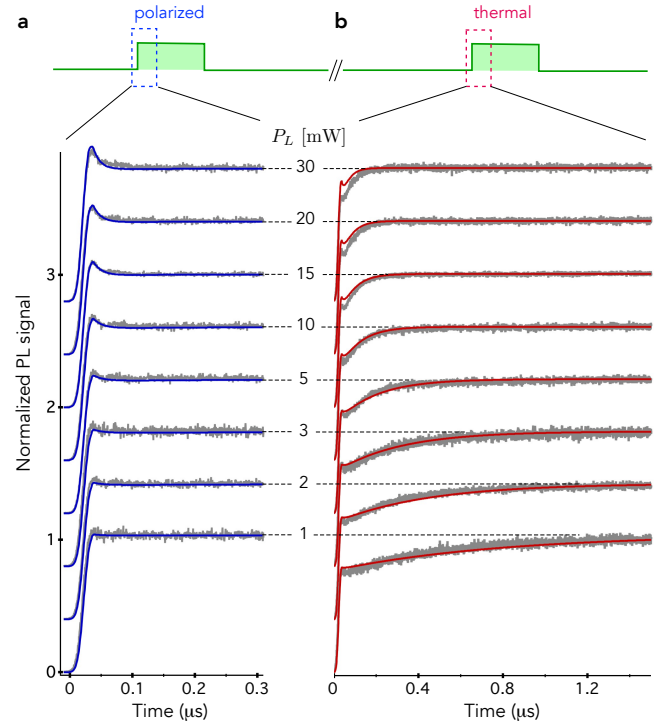 a
polarized
b
thermal
//
P_L [mW]
30
20
15
10
5
3
2
1
Normalized PL signal
3
2
1
0
0
0.1
0.2
0.3
Time (μs)
0
0.4
0.8
1.2
Time (μs)